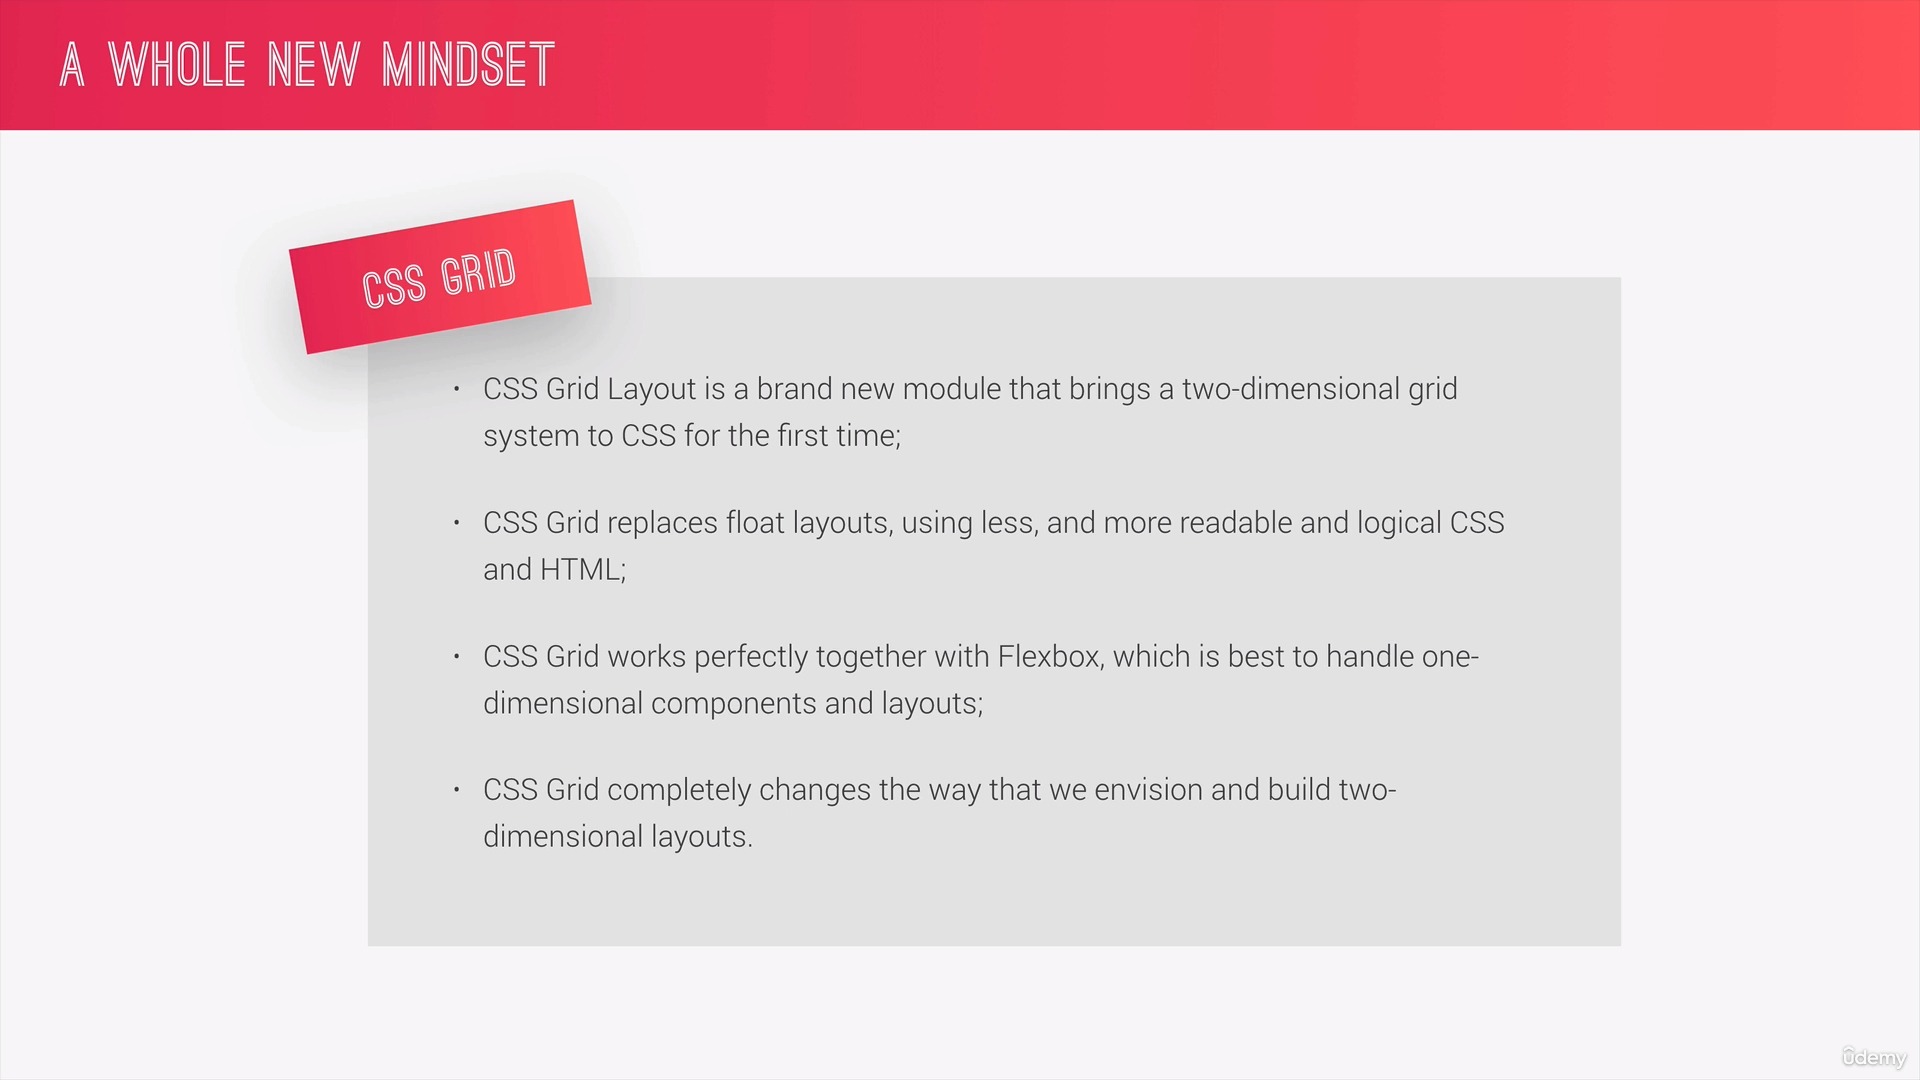 A WHOLE NEW MINDSET
CSS GRID
• CSS Grid Layout is a brand new module that brings a two-dimensional grid
system to CSS for the first time;
• CSS Grid replaces float layouts, using less, and more readable and logical CSS
and HTML;
• CSS Grid works perfectly together with Flexbox, which is best to handle one-
dimensional components and layouts;
• CSS Grid completely changes the way that we envision and build two-
dimensional layouts.
ûdemy